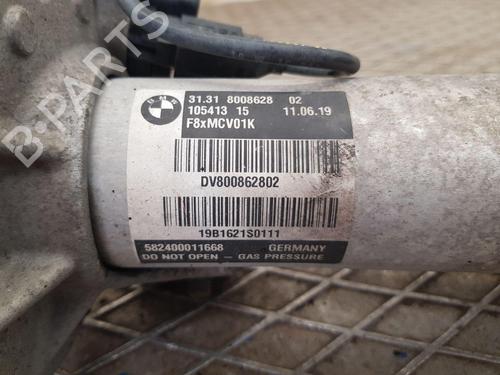 BMW
31.31 8008628 02
105413 15 11.06.19
F8xMCV01K
DV800862802
19B1621S0111
582400011668 GERMANY
DO NOT OPEN - GAS PRESSURE